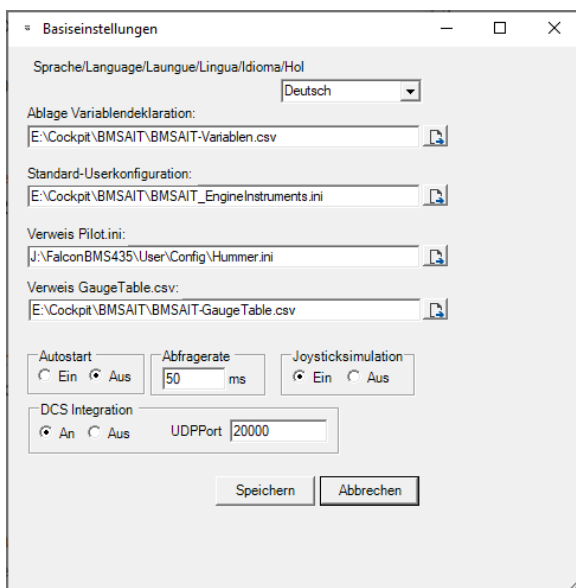 Basiseinstellungen
Sprache/Language/Laungue/Lingua/Idioma/Hol
Deutsch
Ablage Variablendeklaration:
E:\Cockpit\BMSAIT\BMSAIT-Variablen.csv
Standard-Userkonfiguration:
E:\Cockpit\BMSAIT\BMSAIT_EngineInstruments.ini
Verweis Pilot.ini:
J:\FalconBMS435\User\Config\Hummer.ini
Verweis GaugeTable.csv:
E:\Cockpit\BMSAIT\BMSAIT-GaugeTable.csv
Autostart Abfragerate Joysticksimulation
Ein Aus 50 ms Ein Aus
DCS Integration
An Aus UDPPort 20000
Speichern Abbrechen